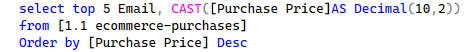 select top 5 Email, CAST([Purchase Price]AS Decimal(10,2))
from [1.1 ecommerce-purchases]
Order by [Purchase Price] Desc